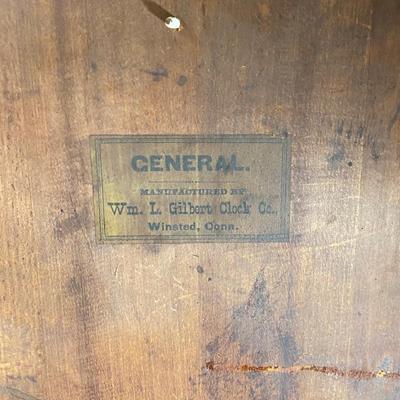 GENERAL.
MANUFACTURED BY
Wm. L. Gilbert Clock Co.,
Winsted, Conn.